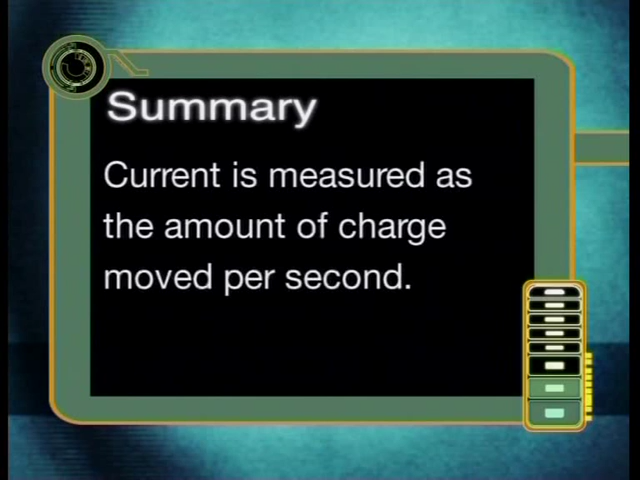 Summary
Current is measured as
the amount of charge
moved per second.